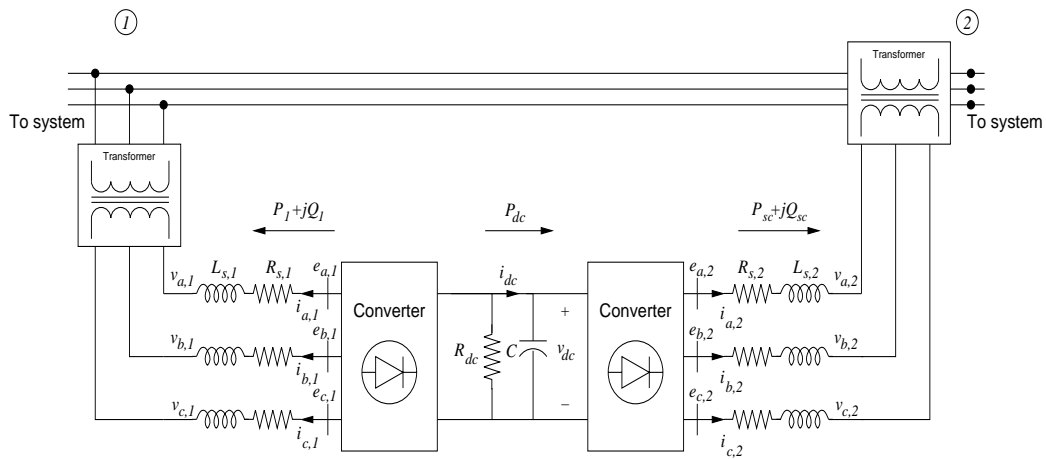 1
2
Transformer
To system
To system
Transformer
P1+jQ1
Pdc
Psc+jQsc
va,1
Ls,1
Rs,1
ea,1
ia,1
idc
ea,2
Rs,2
Ls,2
va,2
ia,2
Converter
Converter
vb,1
eb,1
ib,1
Rdc
C
+
vdc
−
eb,2
vb,2
ib,2
vc,1
ec,1
ic,1
ec,2
vc,2
ic,2